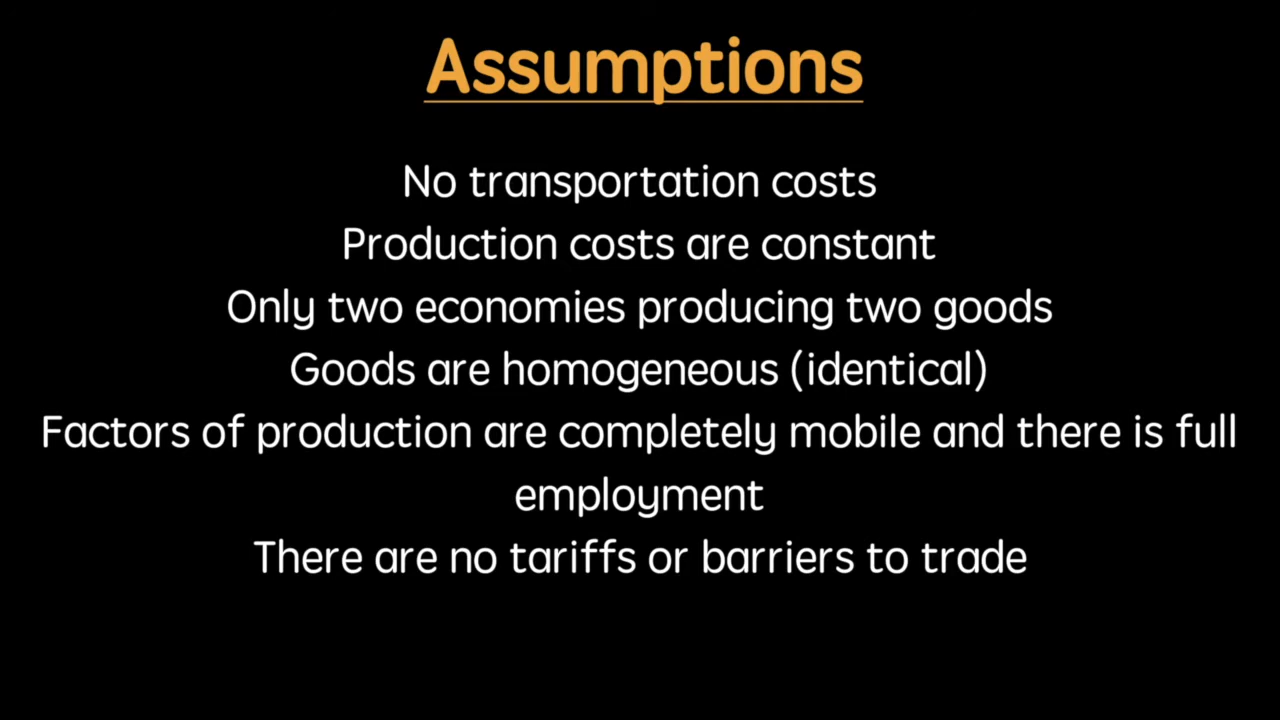 Assumptions
No transportation costs
Production costs are constant
Only two economies producing two goods
Goods are homogeneous (identical)
Factors of production are completely mobile and there is full
employment
There are no tariffs or barriers to trade